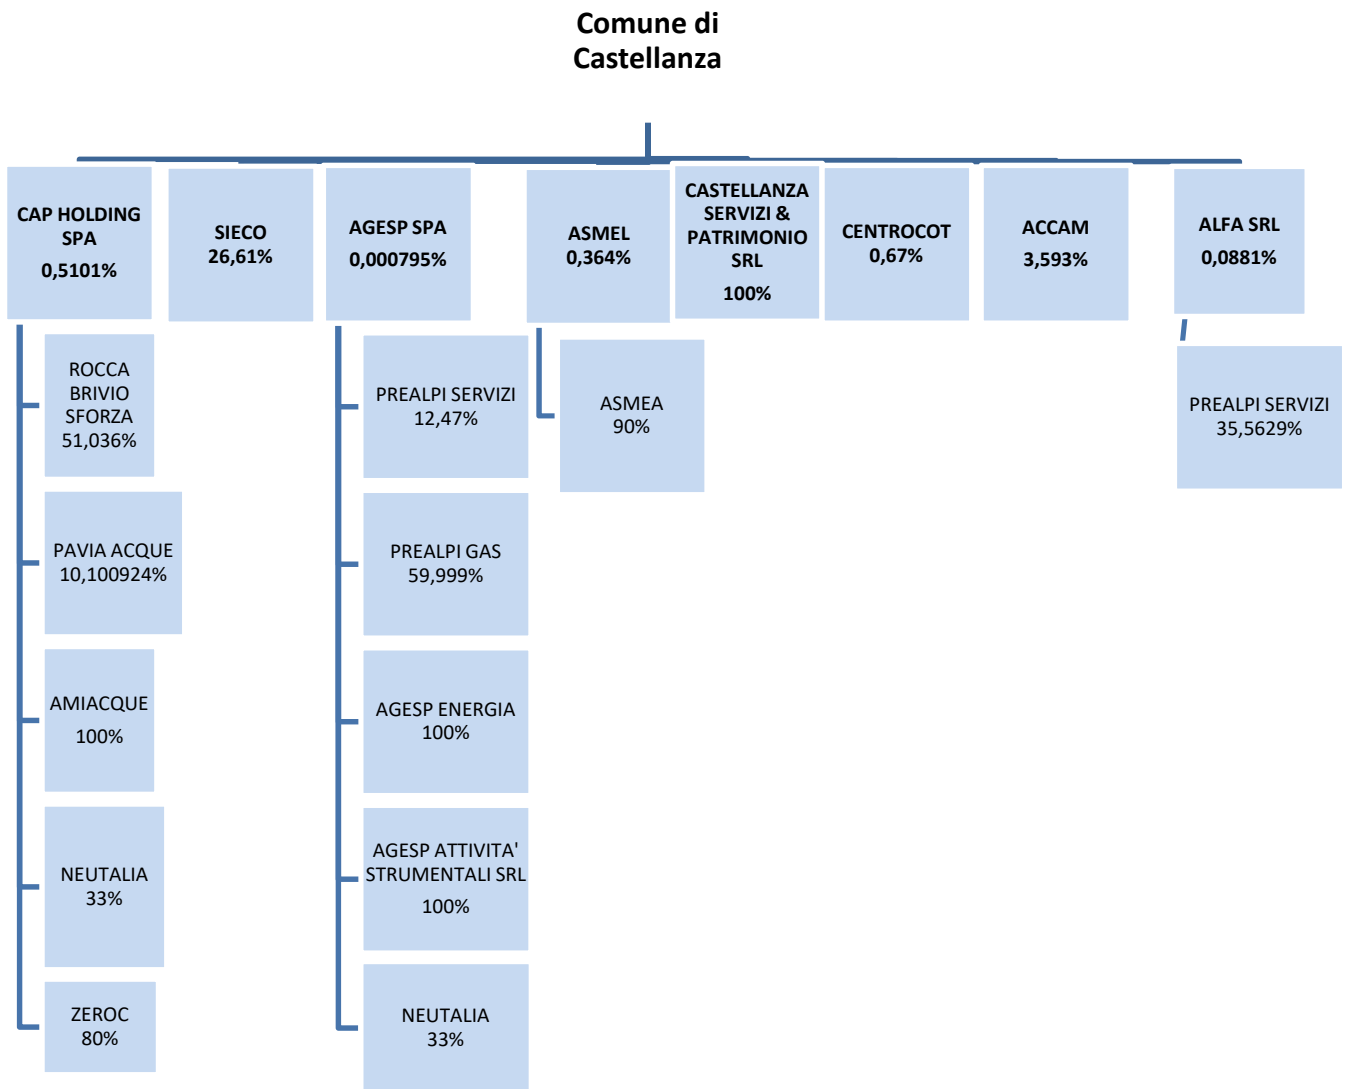 Comune di
Castellanza
CAP HOLDING
SPA
0,5101%
SIECO
26,61%
AGESP SPA
0,000795%
ASMEL
0,364%
CASTELLANZA
SERVIZI &
PATRIMONIO
SRL
100%
CENTROCOT
0,67%
ACCAM
3,593%
ALFA SRL
0,0881%
ROCCA
BRIVIO
SFORZA
51,036%
PAVIA ACQUE
10,100924%
AMIACQUE
100%
NEUTALIA
33%
ZEROC
80%
PREALPI SERVIZI
12,47%
PREALPI GAS
59,999%
AGESP ENERGIA
100%
AGESP ATTIVITA'
STRUMENTALI SRL
100%
NEUTALIA
33%
ASMEA
90%
PREALPI SERVIZI
35,5629%